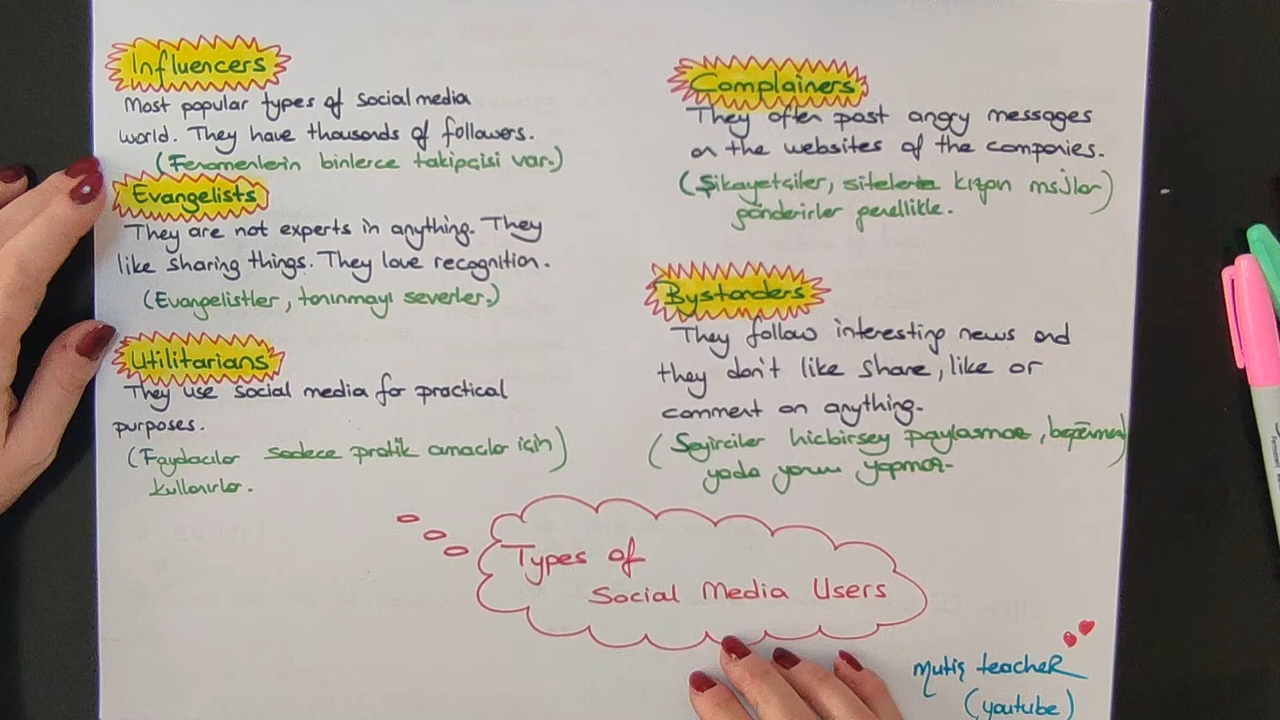 Influencers
Most popular types of social media
world. They have thousands of followers.
(Fenomenlerin binlerce takipçisi var.)
Evangelists
They are not experts in anything. They
like sharing things. They love recognition.
(Evangelistler, tanınmayı severler.)
Utilitarians
They use social media for practical
purposes.
(Faydacılar sadece pratik amaçlar için)
kullanırlar.
Complainers
They often post angry messages
on the websites of the companies.
(Şikayetçiler, sitelere kızgın msjlar)
gönderirler genellikle.
Bystanders
They follow interesting news and
they don't like share, like or
comment on anything.
(Seyirciler hiçbirşey paylaşmaz, beğenmez)
yada yorum yapmaz.
Types of
Social Media Users
mutiş teacher
(youtube)